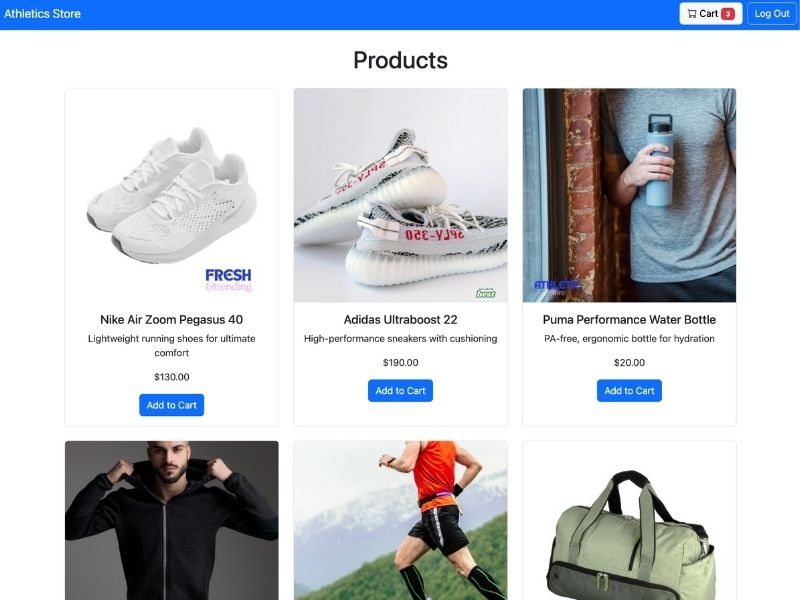 Athletics Store
Cart 3
Log Out
Products
FRESH
& trending
SPLY-350
SPLY-350
best
ATHLETIC
store
Nike Air Zoom Pegasus 40
Adidas Ultraboost 22
Puma Performance Water Bottle
Lightweight running shoes for ultimate
comfort
High-performance sneakers with cushioning
PA-free, ergonomic bottle for hydration
$130.00
$190.00
$20.00
Add to Cart
Add to Cart
Add to Cart